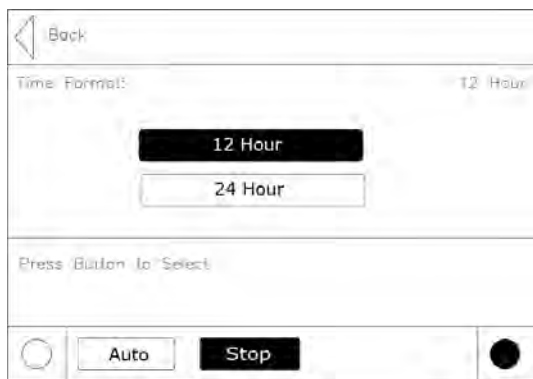 Back
Time Format: 12 Hour
12 Hour
24 Hour
Press Button to Select
Auto Stop